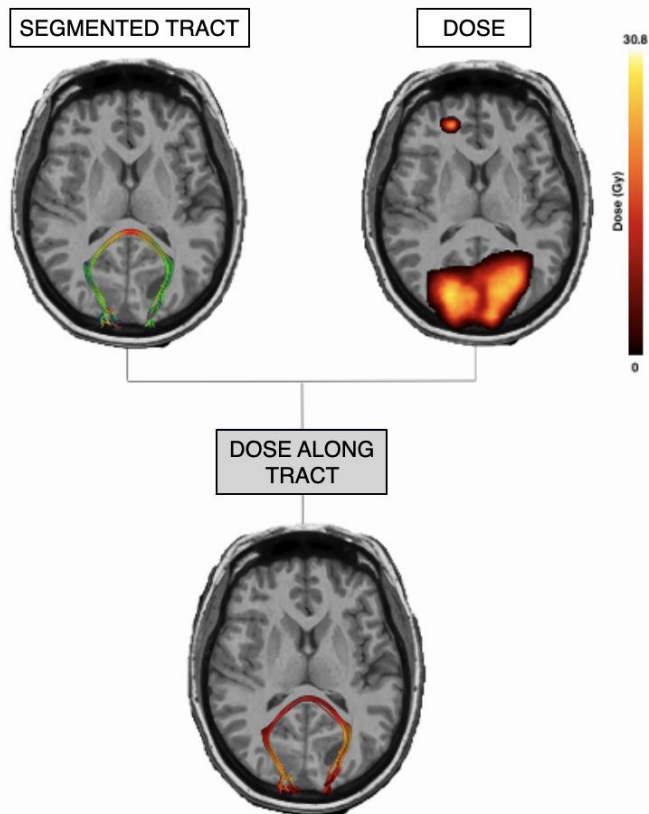 SEGMENTED TRACT
DOSE
30.8
Dose (Gy)
0
DOSE ALONG
TRACT